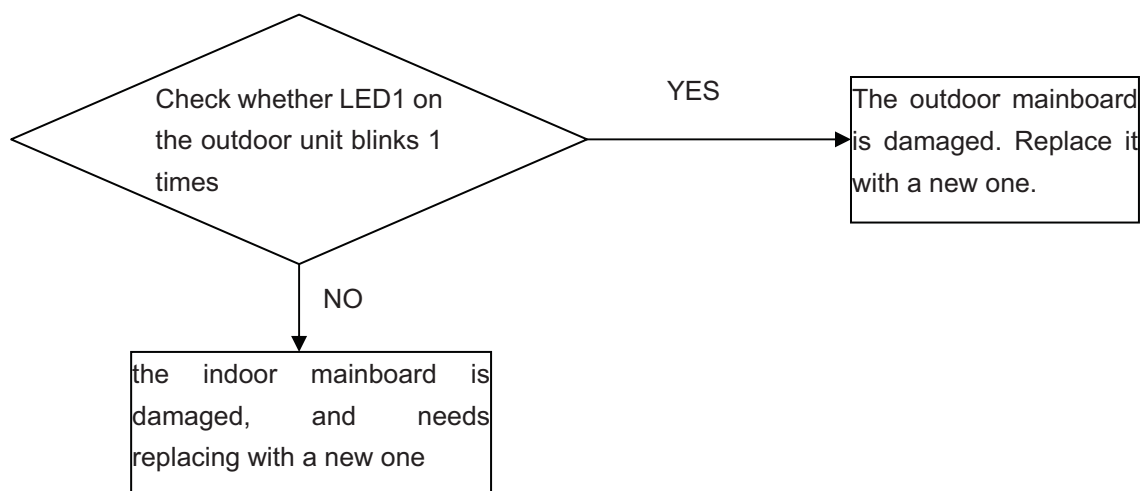 Check whether LED1 on
the outdoor unit blinks 1
times
YES
The outdoor mainboard
is damaged. Replace it
with a new one.
NO
the indoor mainboard is
damaged, and needs
replacing with a new one